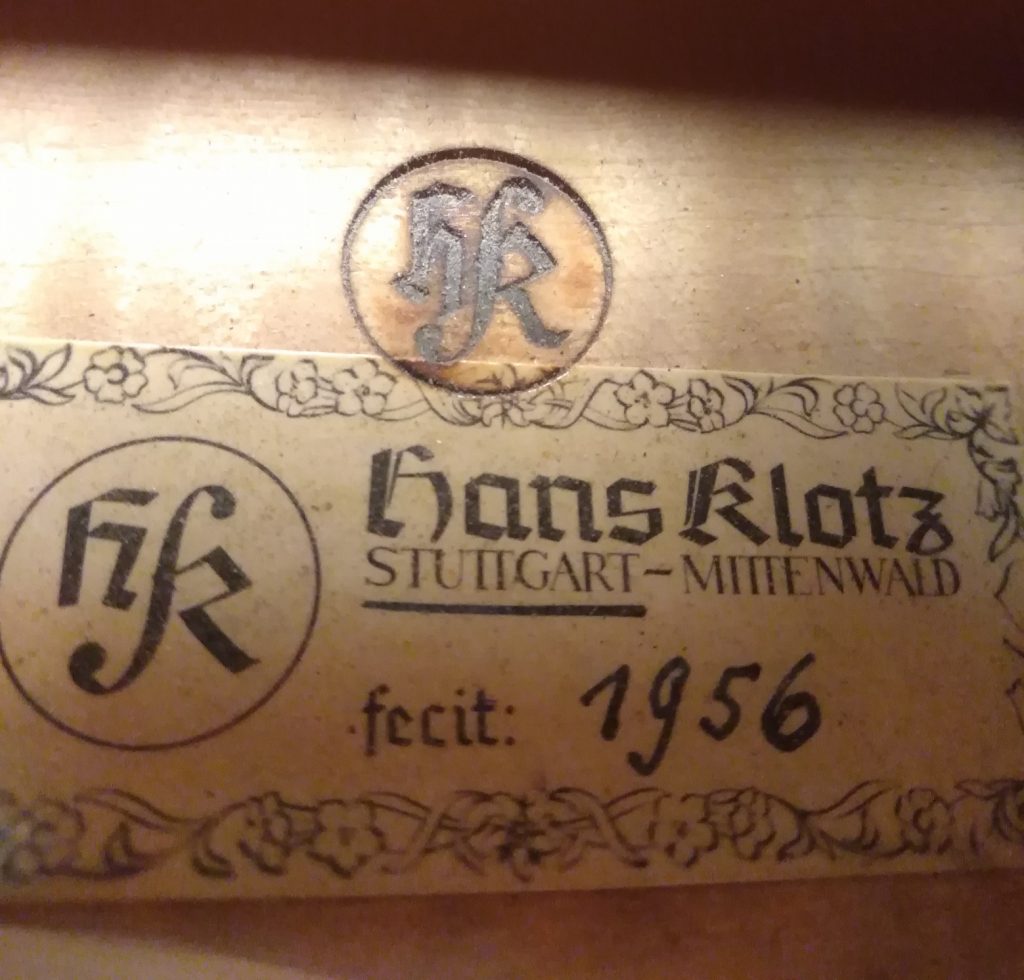 HK
HK
Hans Klotz
STUTTGART-MITTENWALD
fecit: 1956